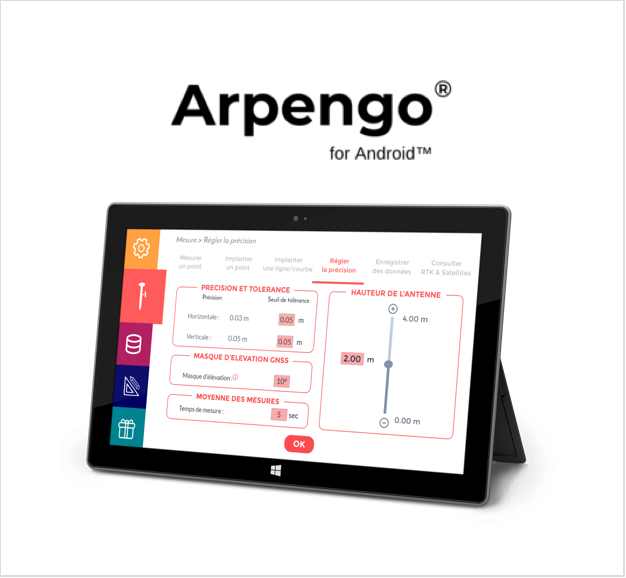 Arpengo®
for Android™
Mesure > Régler la précision
Mesurer
un point
Implanter
un point
Implanter
une ligne/courbe
Régler
la précision
Enregistrer
des données
Consulter
RTK & Satellites
PRECISION ET TOLERANCE
Précision
Seuil de tolérance
Horizontale : 0.03 m 0.05 m
Verticale : 0.05 m 0.05 m
MASQUE D'ELEVATION GNSS
Masque d'élévation : 10°
MOYENNE DES MESURES
Temps de mesure : 5 sec
HAUTEUR DE L'ANTENNE
4.00 m
2.00 m
0.00 m
OK